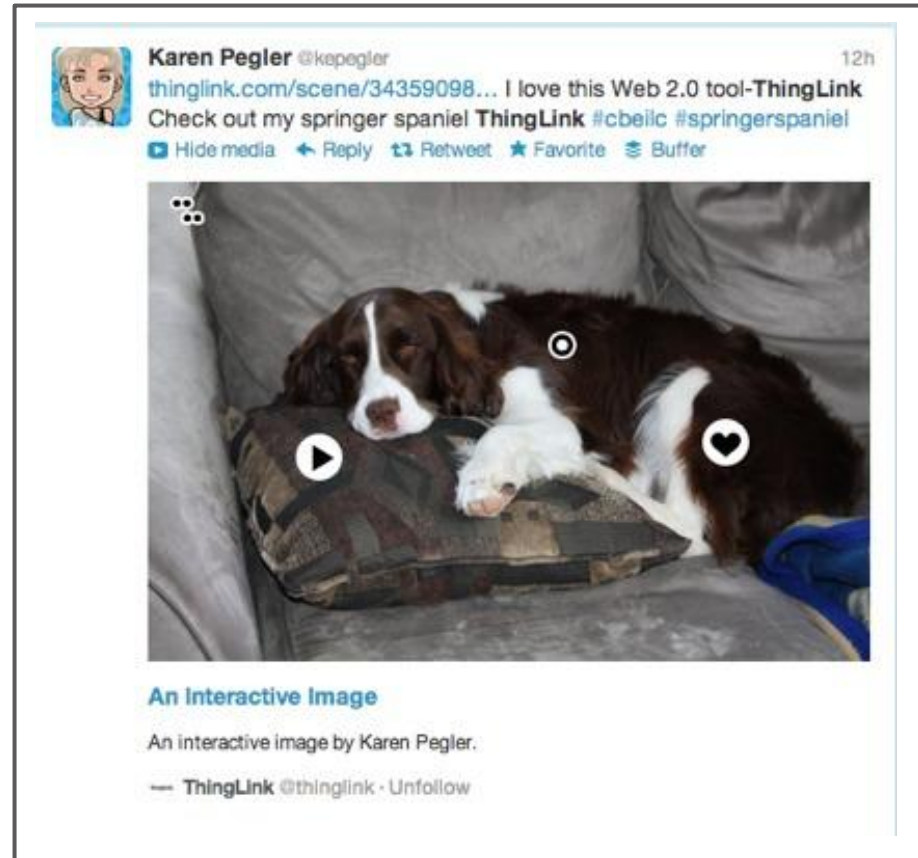 Karen Pegler @kepegler 12h
thinglink.com/scene/34359098... I love this Web 2.0 tool-ThingLink
Check out my springer spaniel ThingLink #cbeilc #springerspaniel
Hide media Reply Retweet Favorite Buffer
An Interactive Image
An interactive image by Karen Pegler.
ThingLink @thinglink · Unfollow